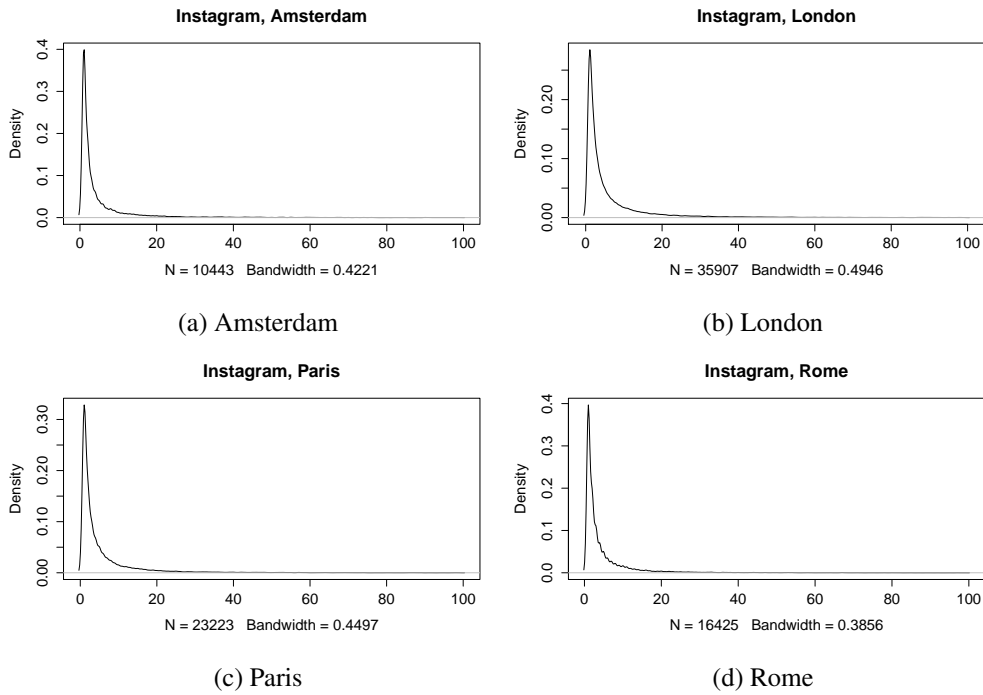 Instagram, Amsterdam
Density
0.0 0.1 0.2 0.3 0.4
0 20 40 60 80 100
N = 10443 Bandwidth = 0.4221
(a) Amsterdam
Instagram, London
Density
0.00 0.10 0.20
0 20 40 60 80 100
N = 35907 Bandwidth = 0.4946
(b) London
Instagram, Paris
Density
0.00 0.10 0.20 0.30
0 20 40 60 80 100
N = 23223 Bandwidth = 0.4497
(c) Paris
Instagram, Rome
Density
0.0 0.1 0.2 0.3 0.4
0 20 40 60 80 100
N = 16425 Bandwidth = 0.3856
(d) Rome